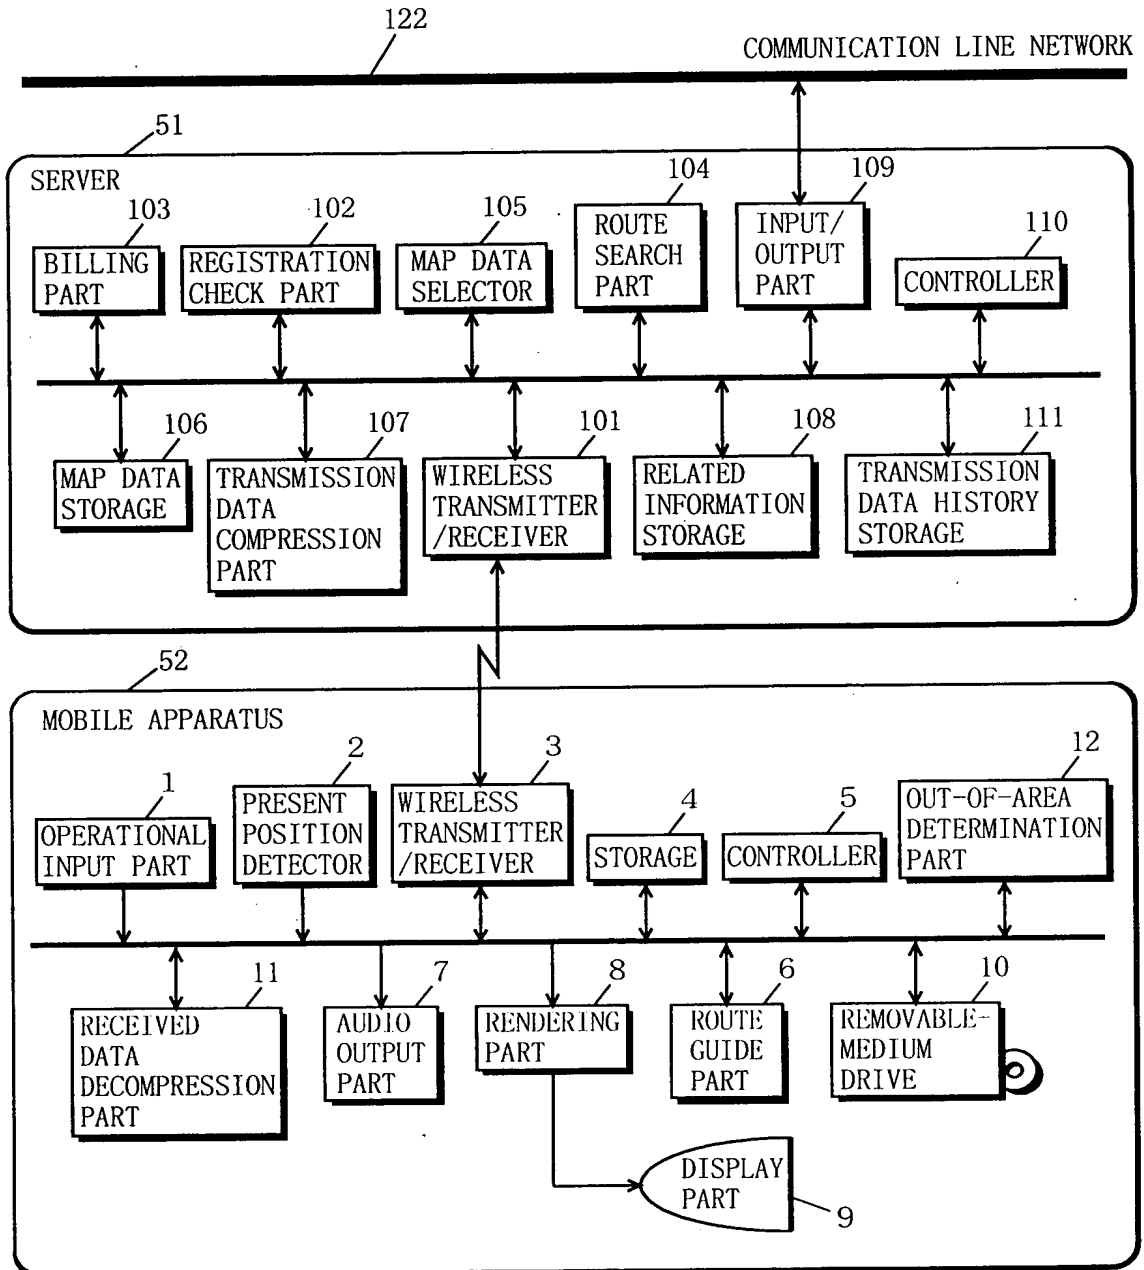 122
COMMUNICATION LINE NETWORK
51
SERVER
103
BILLING
PART
102
REGISTRATION
CHECK PART
105
MAP DATA
SELECTOR
104
ROUTE
SEARCH
PART
109
INPUT/
OUTPUT
PART
110
CONTROLLER
106
MAP DATA
STORAGE
107
TRANSMISSION
DATA
COMPRESSION
PART
101
WIRELESS
TRANSMITTER
/RECEIVER
108
RELATED
INFORMATION
STORAGE
111
TRANSMISSION
DATA HISTORY
STORAGE
52
MOBILE APPARATUS
1
OPERATIONAL
INPUT PART
2
PRESENT
POSITION
DETECTOR
3
WIRELESS
TRANSMITTER
/RECEIVER
4
STORAGE
5
CONTROLLER
12
OUT-OF-AREA
DETERMINATION
PART
11
RECEIVED
DATA
DECOMPRESSION
PART
7
AUDIO
OUTPUT
PART
8
RENDERING
PART
6
ROUTE
GUIDE
PART
10
REMOVABLE-
MEDIUM
DRIVE
DISPLAY
PART
9